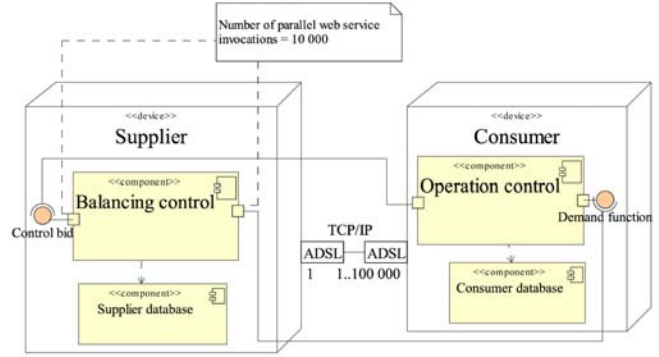 Number of parallel web service
invocations = 10 000
<<device>>
Supplier
<<device>>
Consumer
<<component>>
Balancing control
<<component>>
Operation control
Control bid
Demand function
TCP/IP
ADSL
ADSL
1
1..100 000
<<component>>
Supplier database
<<component>>
Consumer database